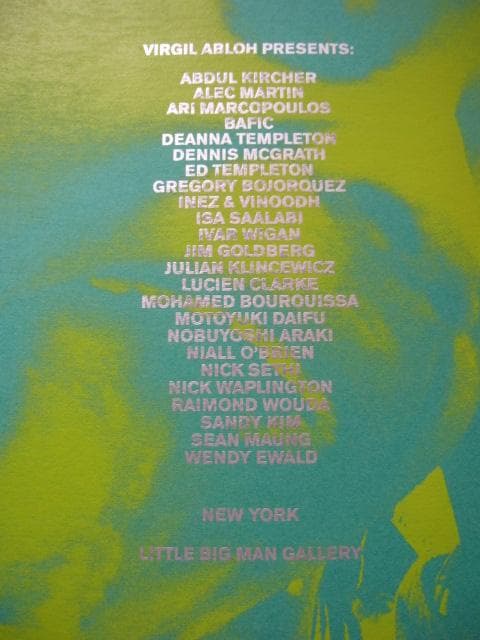 VIRGIL ABLOH PRESENTS:
ABDUL KIRCHER
ALEC MARTIN
ARI MARCOPOULOS
BAFIC
DEANNA TEMPLETON
DENNIS MCGRATH
ED TEMPLETON
GREGORY BOJORQUEZ
INEZ & VINOODH
ISA SAALABI
IVAR WIGAN
JIM GOLDBERG
JULIAN KLINCEWICZ
LUCIEN CLARKE
MOHAMED BOUROUISSA
MOTOYUKI DAIFU
NOBUYOSHI ARAKI
NIALL O'BRIEN
NICK SETHI
NICK WAPLINGTON
RAIMOND WOUDA
SANDY KIM
SEAN MAUNG
WENDY EWALD
NEW YORK
LITTLE BIG MAN GALLERY